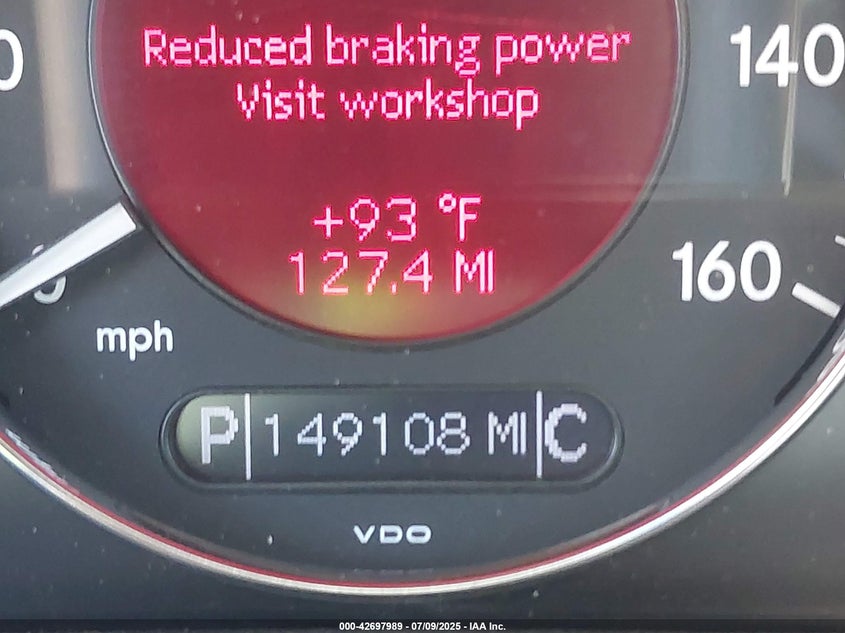 Reduced braking power
Visit workshop
140
+93 °F
127.4 MI
160
mph
P 149108 MI C
VDO
000-42697989 - 07/09/2025 - IAA Inc.